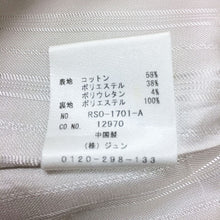 表地 コットン 58%
ポリエステル 38%
ポリウレタン 4%
裏地 ポリエステル 100%
NO RSO-1701-A
CO NO. 12970
中国製
(株)ジュン
0120-298-133